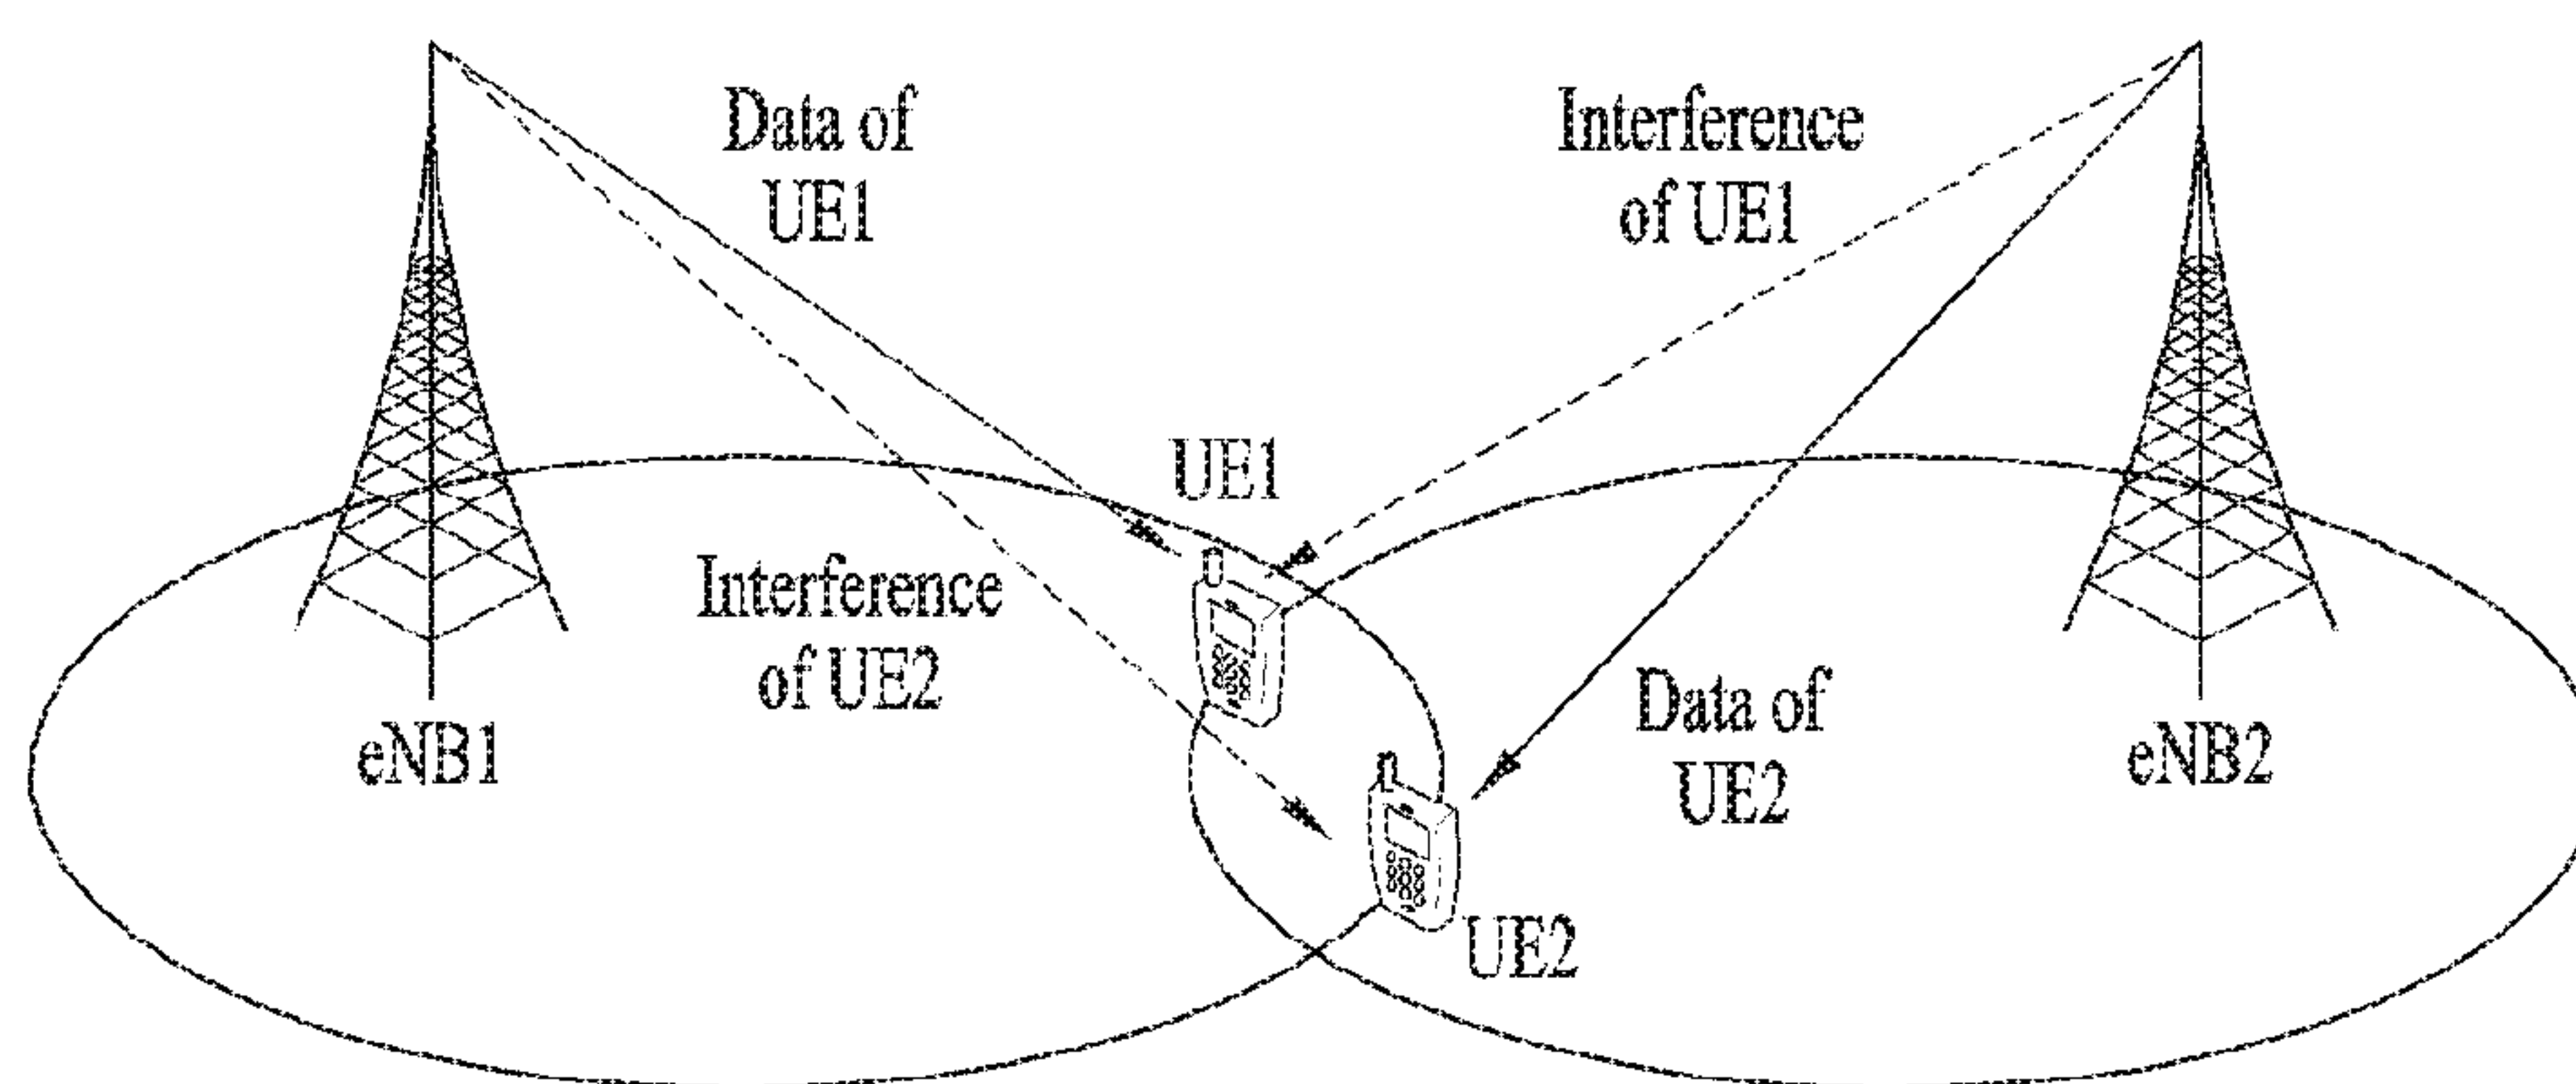 Data of
UE1
Interference
of UE1
UE1
Interference
of UE2
Data of
UE2
eNB1
eNB2
UE2